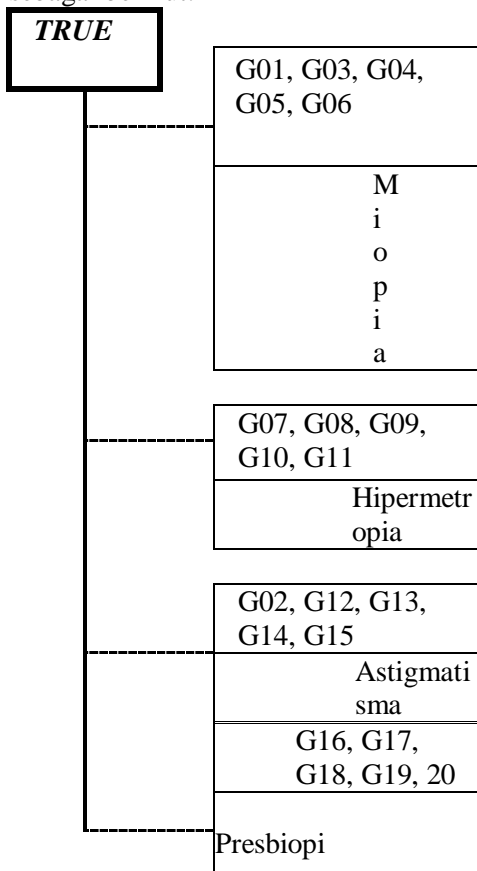 TRUE
G01, G03, G04,
G05, G06
M
i
o
p
i
a
G07, G08, G09,
G10, G11
Hipermetr
opia
G02, G12, G13,
G14, G15
Astigmati
sma
G16, G17,
G18, G19, 20
Presbiopi